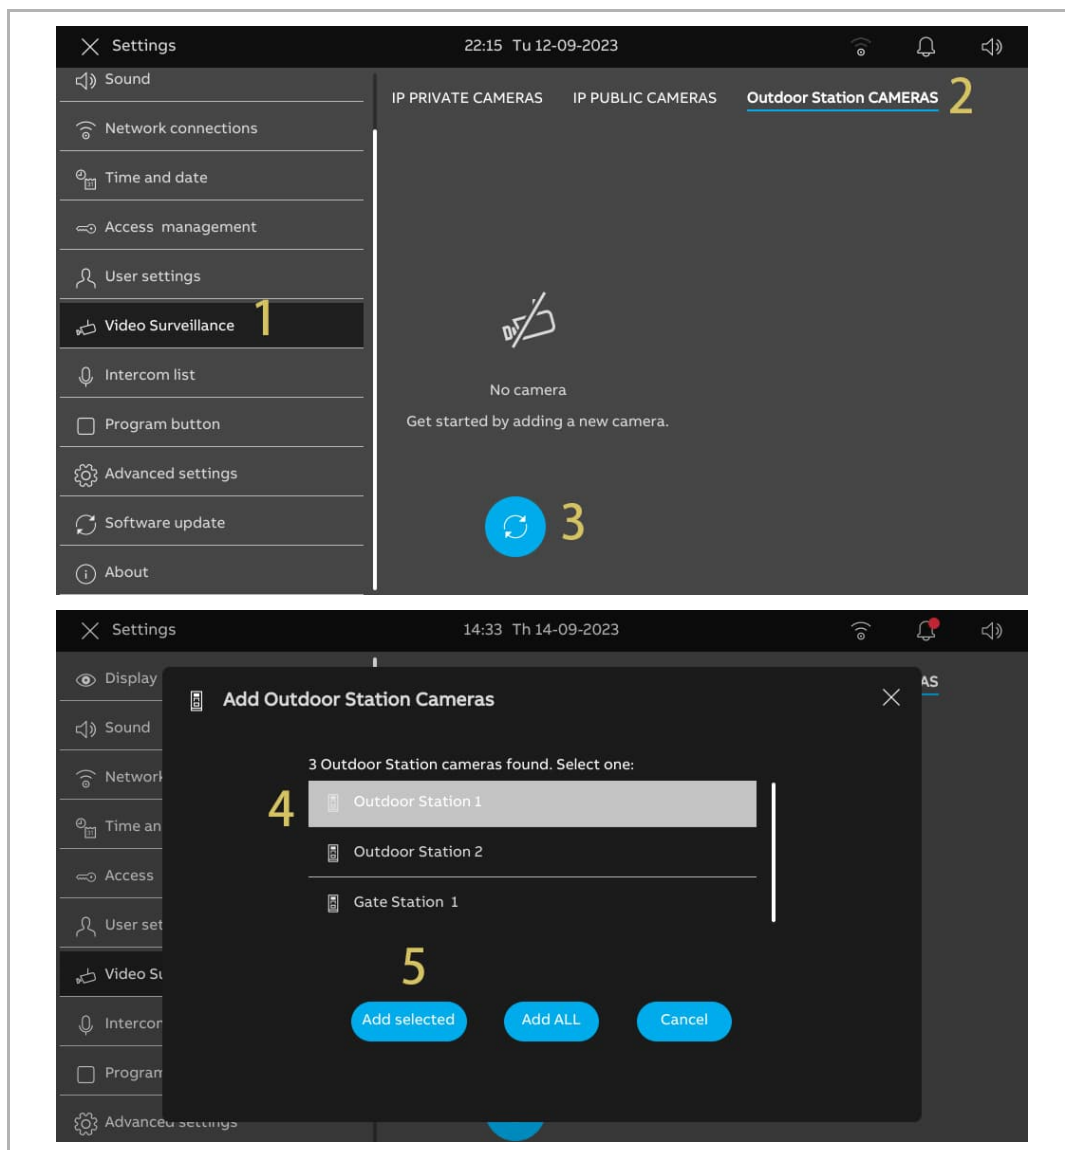 Settings
22:15 Tu 12-09-2023
Sound
IP PRIVATE CAMERAS
IP PUBLIC CAMERAS
Outdoor Station CAMERAS
2
Network connections
Time and date
Access management
User settings
Video Surveillance
1
Intercom list
No camera
Get started by adding a new camera.
Program button
Advanced settings
Software update
3
About
Settings
14:33 Th 14-09-2023
Display
AS
Add Outdoor Station Cameras
Sound
3 Outdoor Station cameras found. Select one:
Network
4
Outdoor Station 1
Time an
Outdoor Station 2
Access
Gate Station 1
User set
5
Video Su
Add selected
Add ALL
Cancel
Intercor
Program
Advanced settings